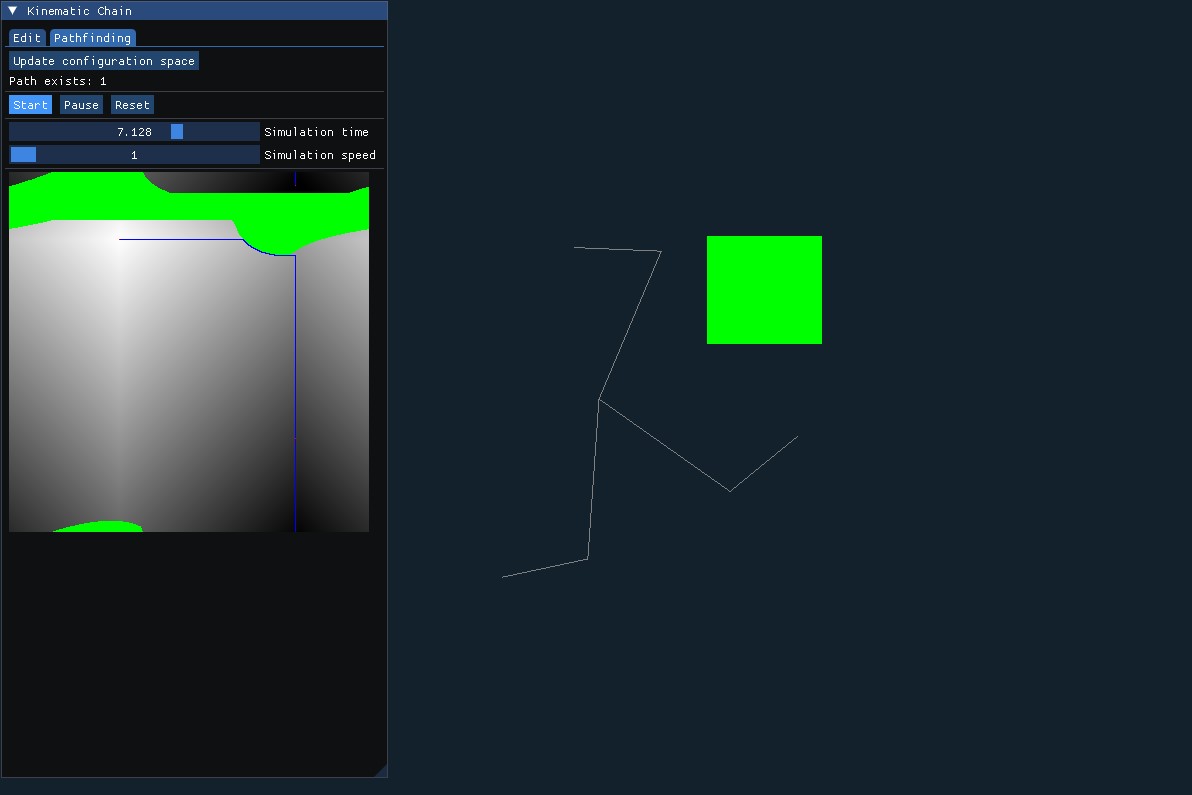 Kinematic Chain
Edit Pathfinding
Update configuration space
Path exists: 1
Start Pause Reset
7.128 Simulation time
1 Simulation speed